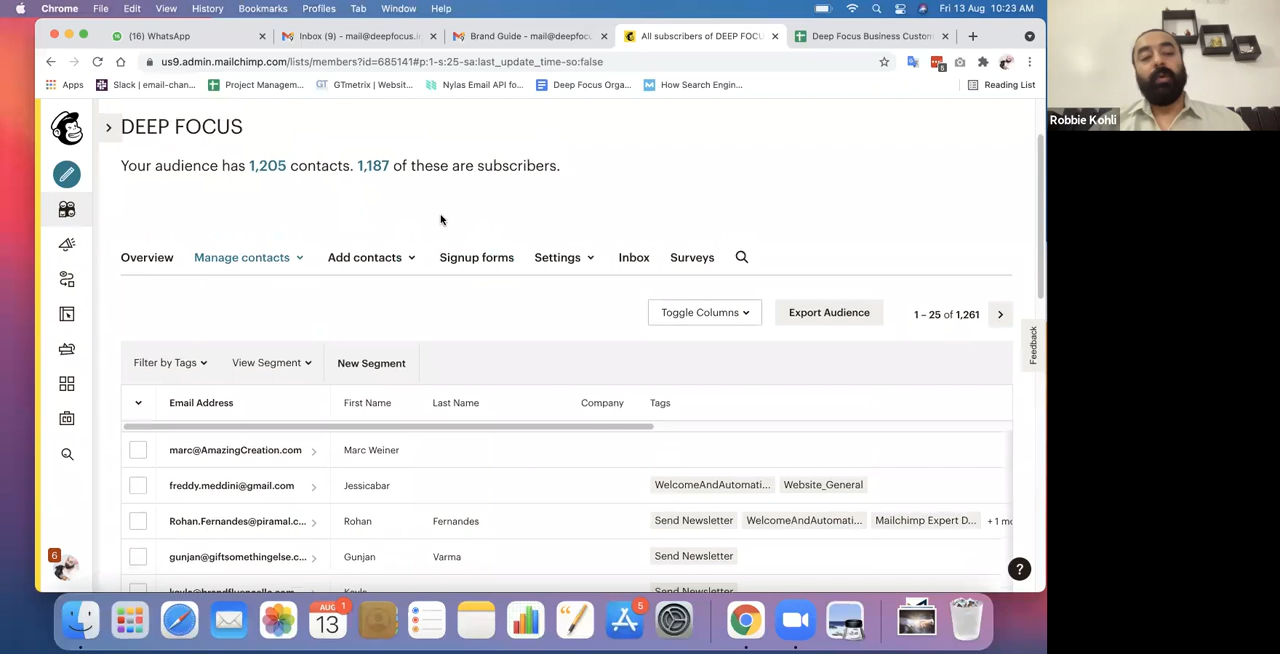 Chrome File Edit View History Bookmarks Profiles Tab Window Help Fri 13 Aug 10:23 AM
(16) WhatsApp Inbox (9) - mail@deepfocus.in Brand Guide - mail@deepfoc All subscribers of DEEP FOCU Deep Focus Business Custom
us9.admin.mailchimp.com/lists/members?id=685141#p:1-s:25-sa:last_update_time-so:false
Apps Slack | email-chan... Project Managem... GT GTmetrix | Websit... Nylas Email API fo... Deep Focus Orga... How Search Engin... Reading List
5
Robbie Kohli
DEEP FOCUS
Your audience has 1,205 contacts. 1,187 of these are subscribers.
Overview Manage contacts Add contacts Signup forms Settings Inbox Surveys
Toggle Columns Export Audience 1 – 25 of 1,261
Feedback
Filter by Tags View Segment New Segment
Email Address First Name Last Name Company Tags
marc@AmazingCreation.com Marc Weiner
freddy.meddini@gmail.com Jessicabar WelcomeAndAutomati... Website_General
Rohan.Fernandes@piramal.c... Rohan Fernandes Send Newsletter WelcomeAndAutomati... Mailchimp Expert D... + 1 mo
gunjan@giftsomethingelse.c... Gunjan Varma Send Newsletter
Send Newsletter
6
?
AUG 1
13
5